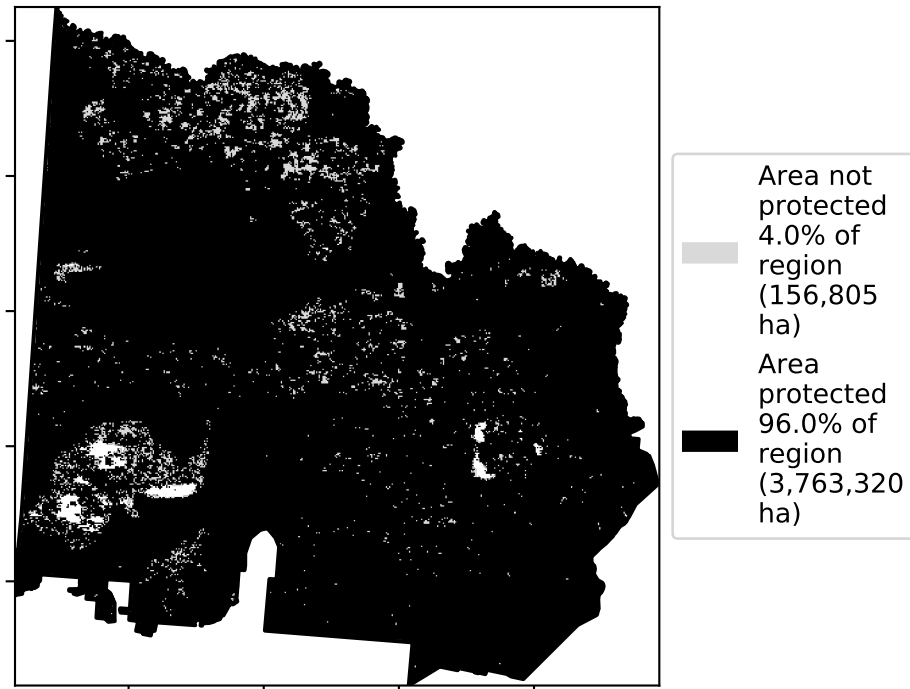 Area not
protected
4.0% of
region
(156,805
ha)
Area
protected
96.0% of
region
(3,763,320
ha)